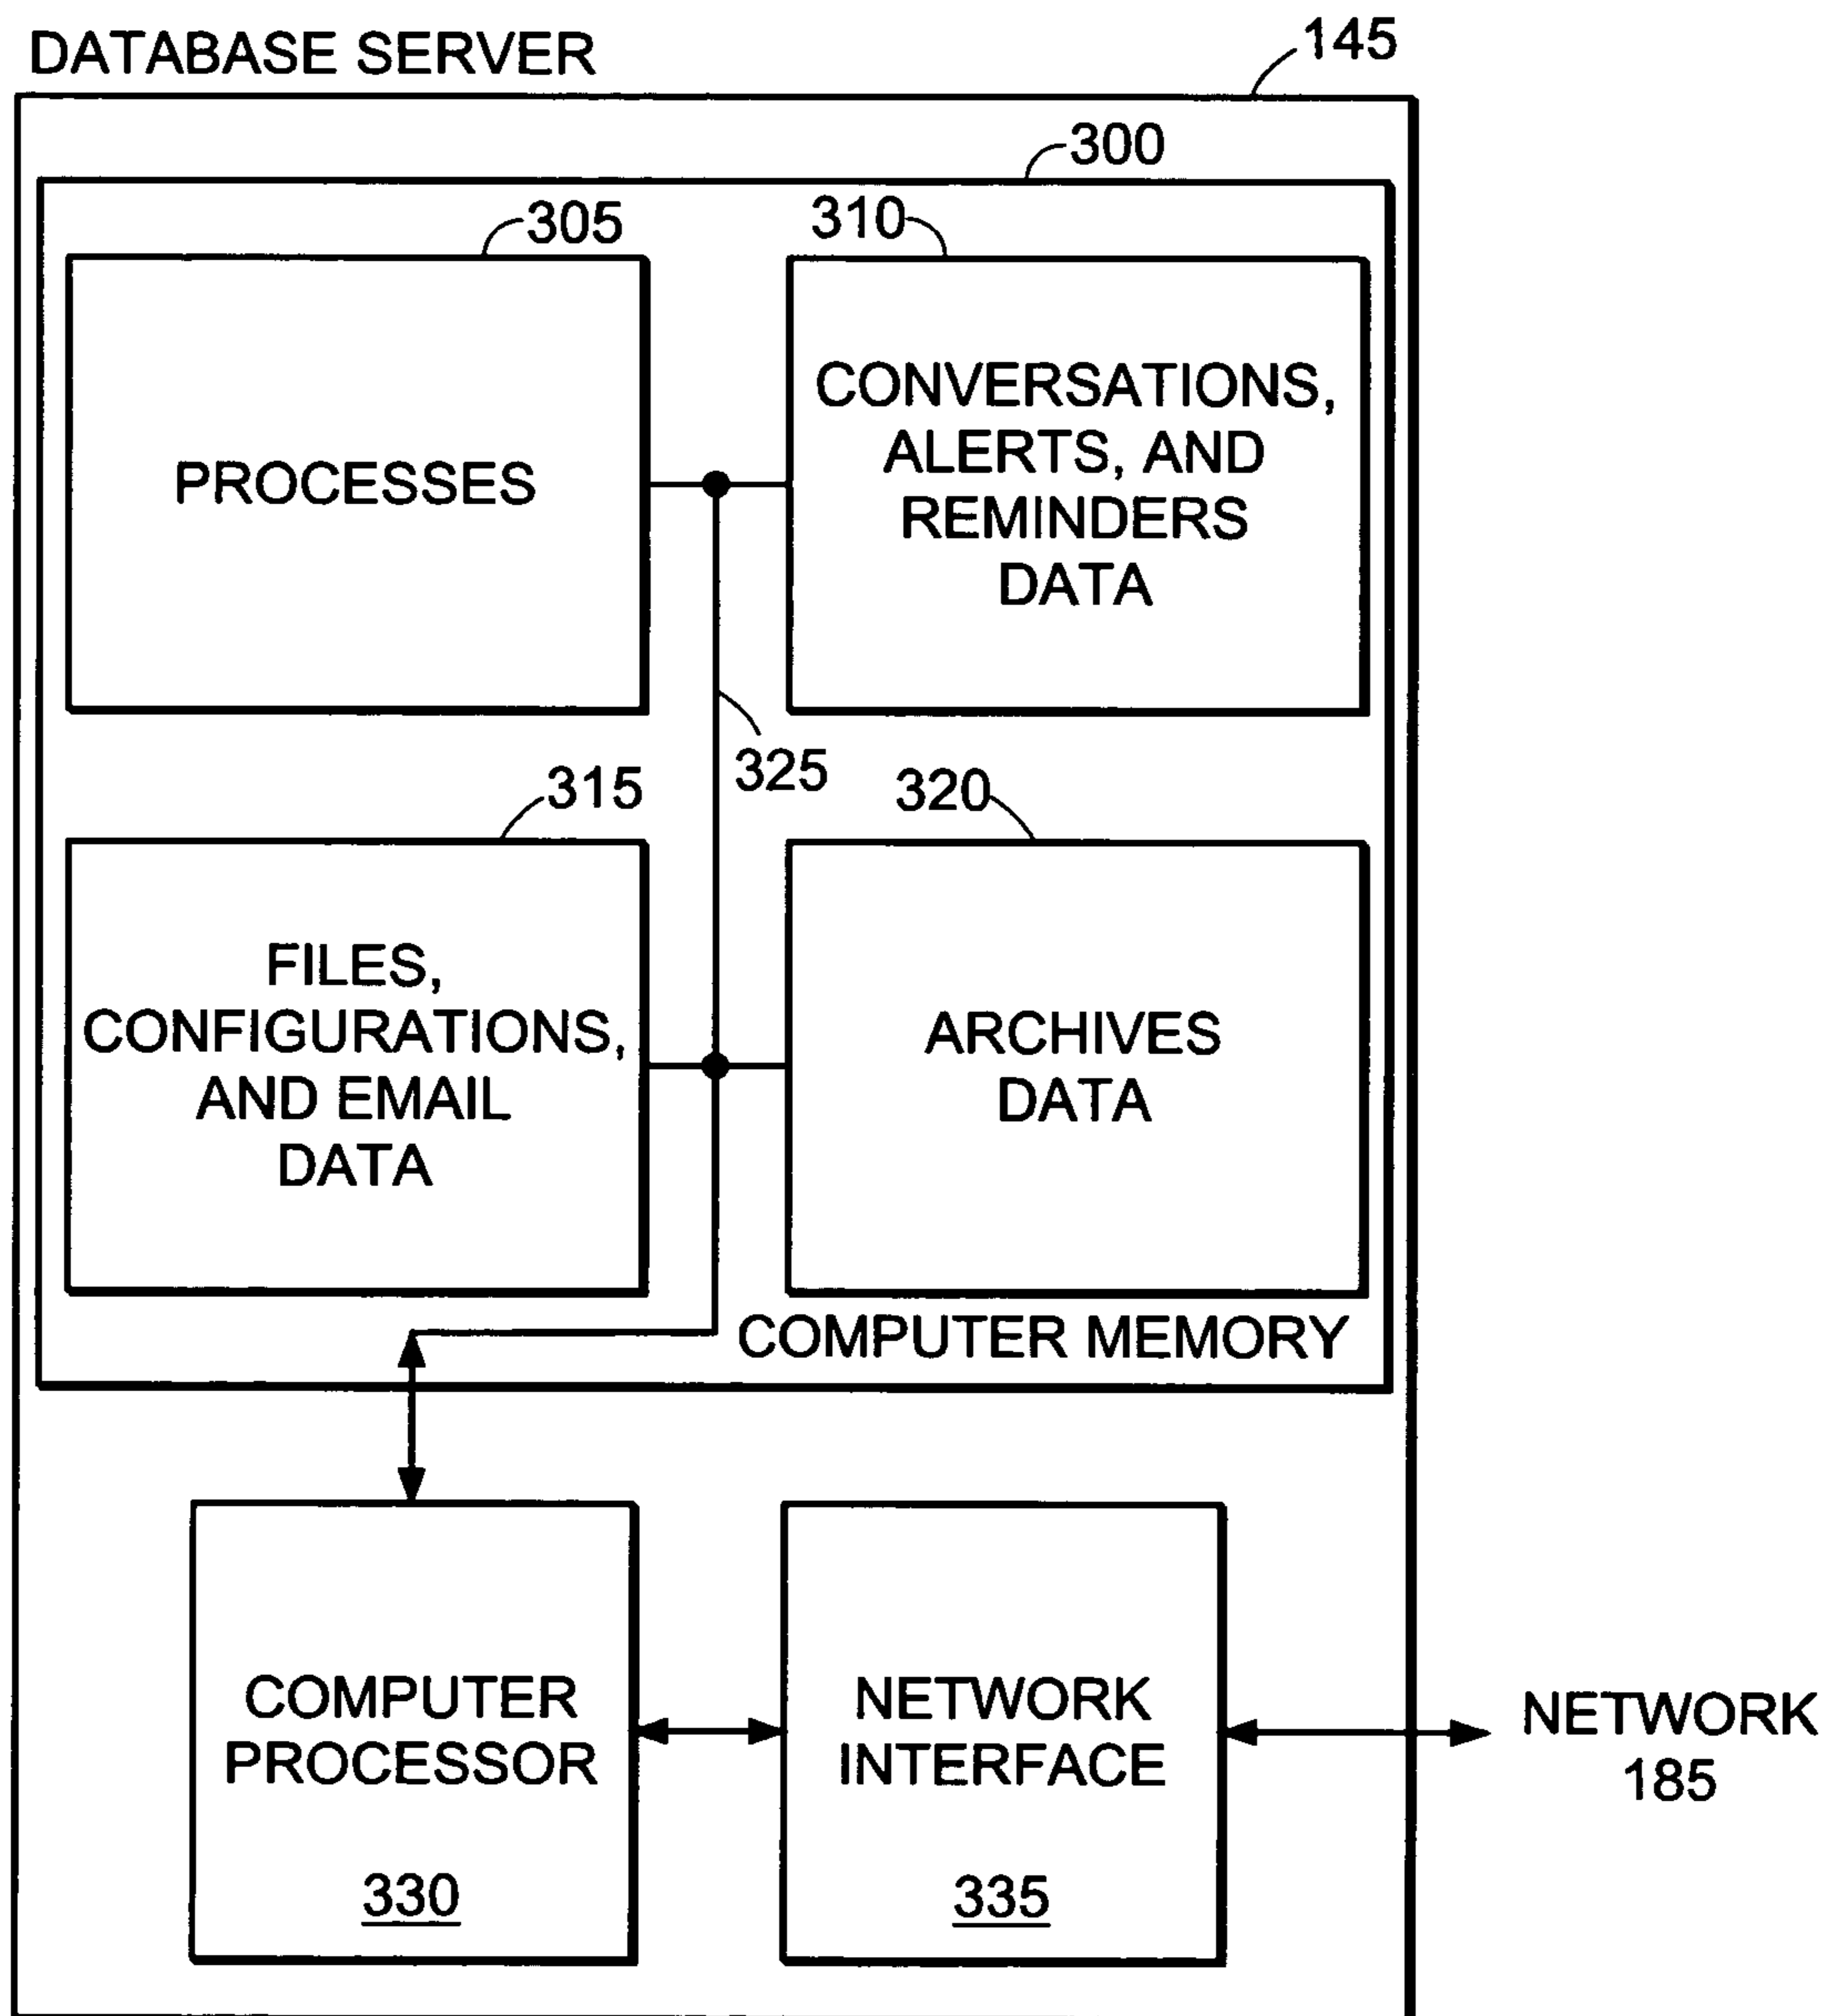 DATABASE SERVER
145
300
305
310
PROCESSES
CONVERSATIONS,
ALERTS, AND
REMINDERS
DATA
325
315
320
FILES,
CONFIGURATIONS,
AND EMAIL
DATA
ARCHIVES
DATA
COMPUTER MEMORY
COMPUTER
PROCESSOR
330
NETWORK
INTERFACE
335
NETWORK
185